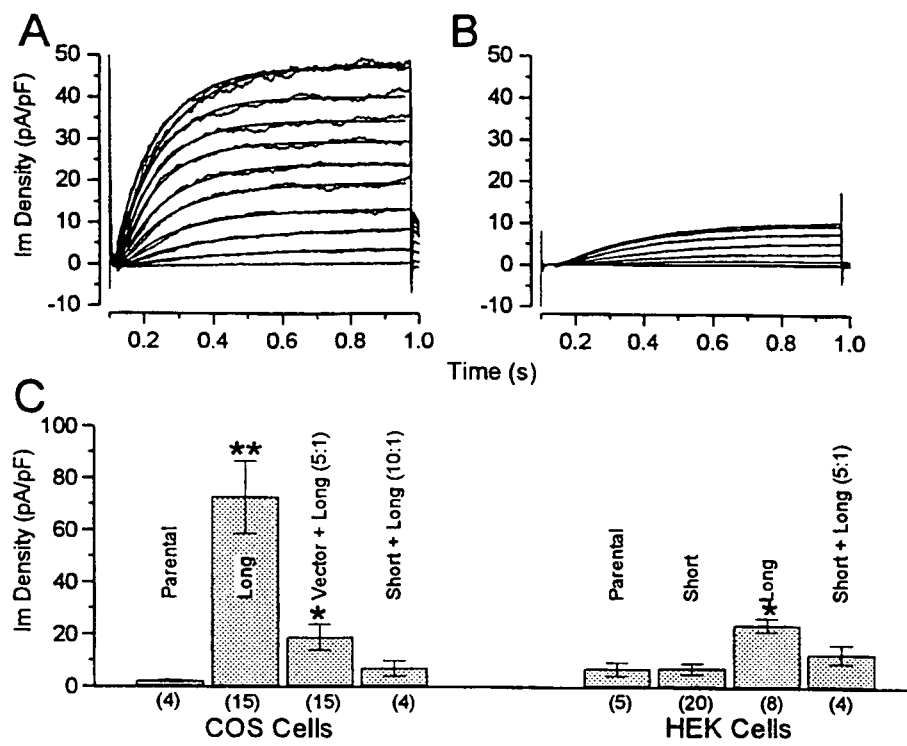 A
B
Im Density (pA/pF)
50
40
30
20
10
0
-10
50
40
30
20
10
0
-10
0.2 0.4 0.6 0.8 1.0
0.2 0.4 0.6 0.8 1.0
Time (s)
C
Im Density (pA/pF)
100
80
60
40
20
0
Parental
**
Long
* Vector + Long (5:1)
Short + Long (10:1)
Parental
Short
Long
*
Short + Long (5:1)
(4) (15) (15) (4)
(5) (20) (8) (4)
COS Cells
HEK Cells